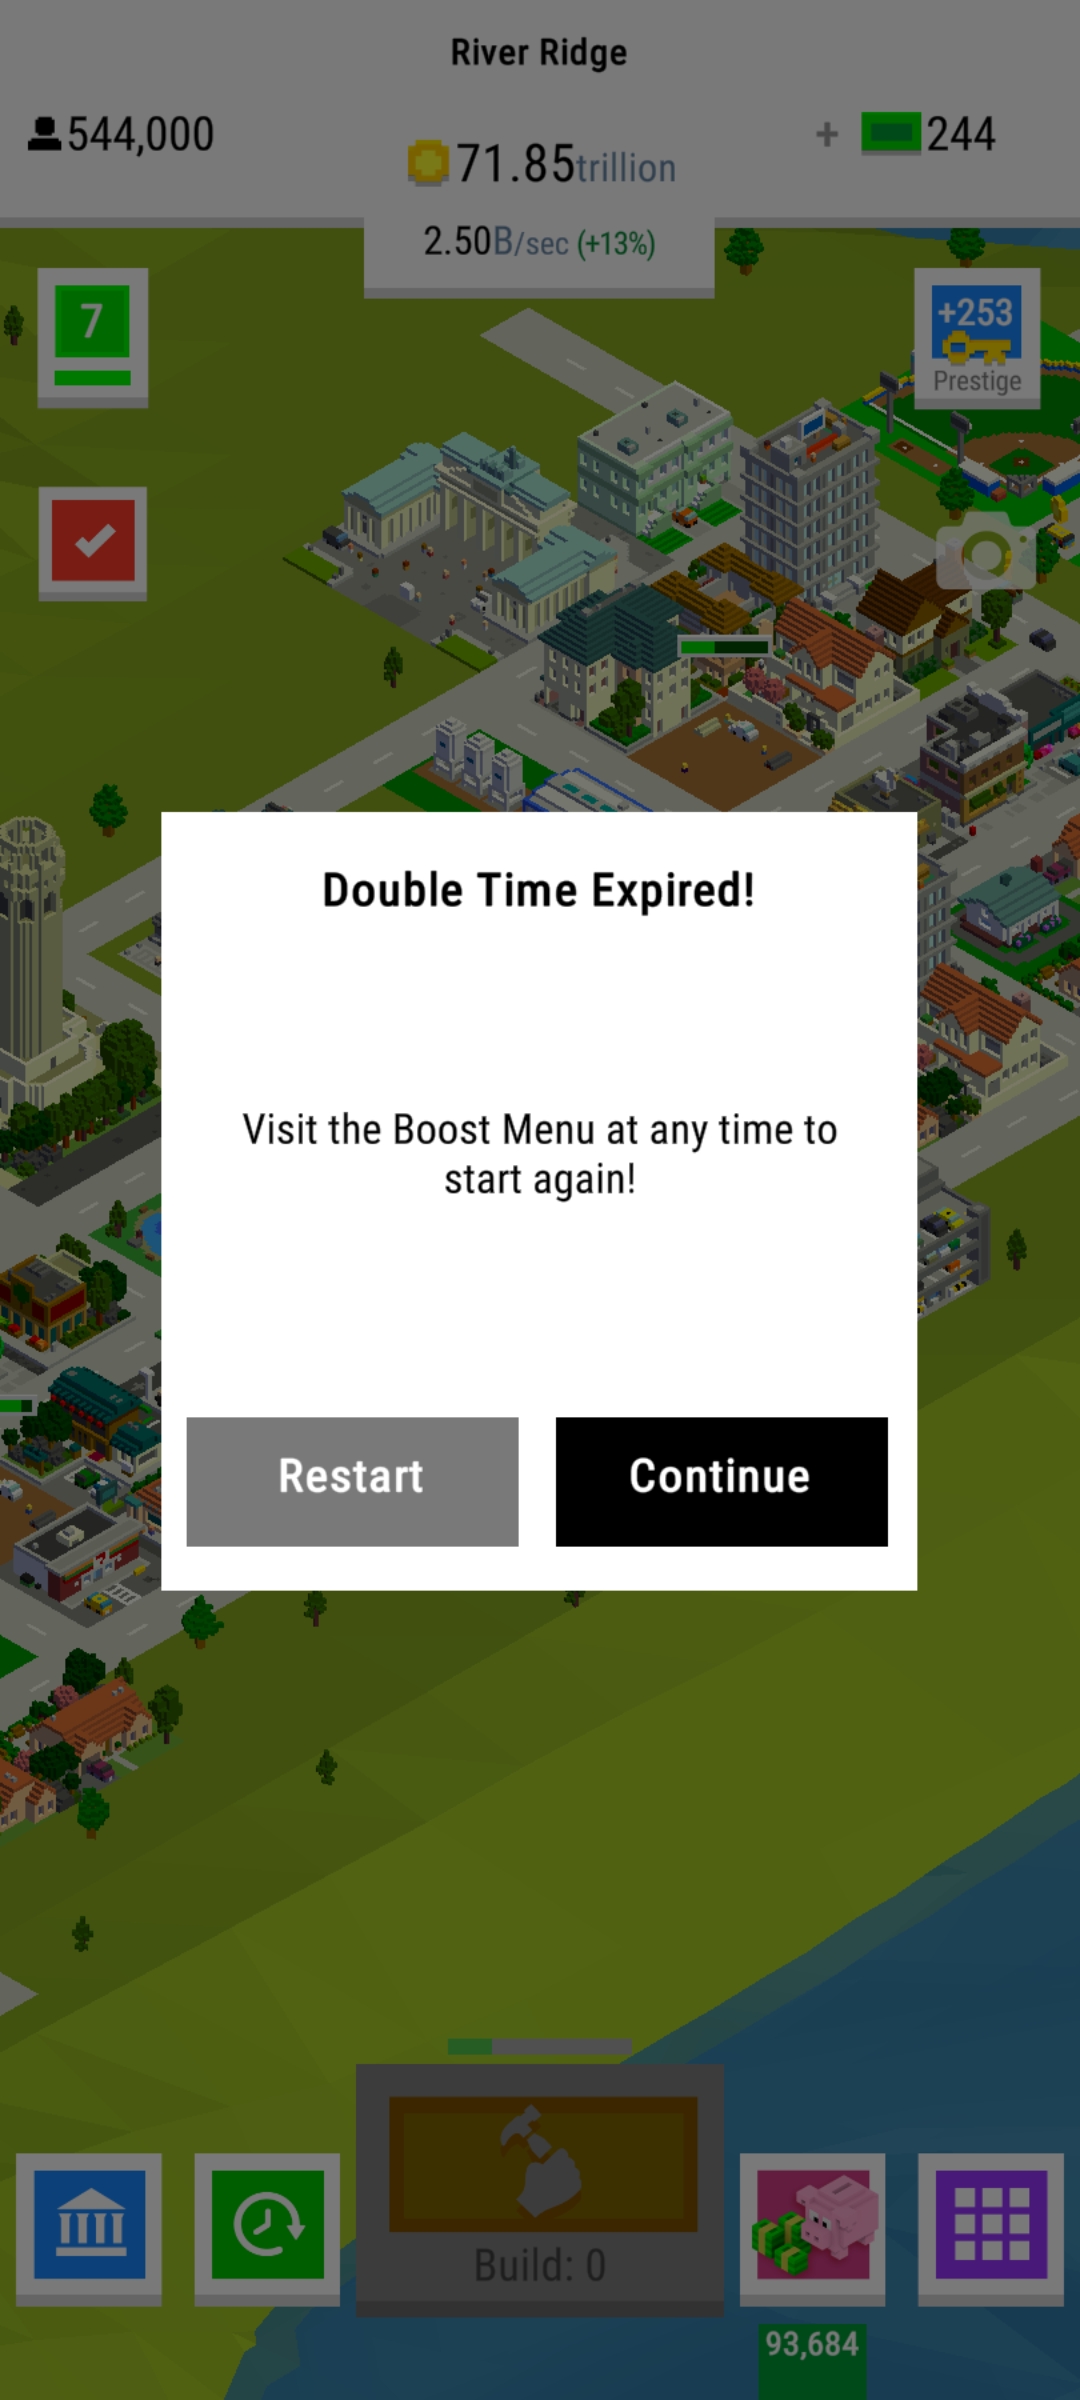 River Ridge
544,000
71.85trillion
+ 244
2.50B/sec (+13%)
7
+253
Prestige
Double Time Expired!
Visit the Boost Menu at any time to
start again!
Restart
Continue
Build: 0
93,684